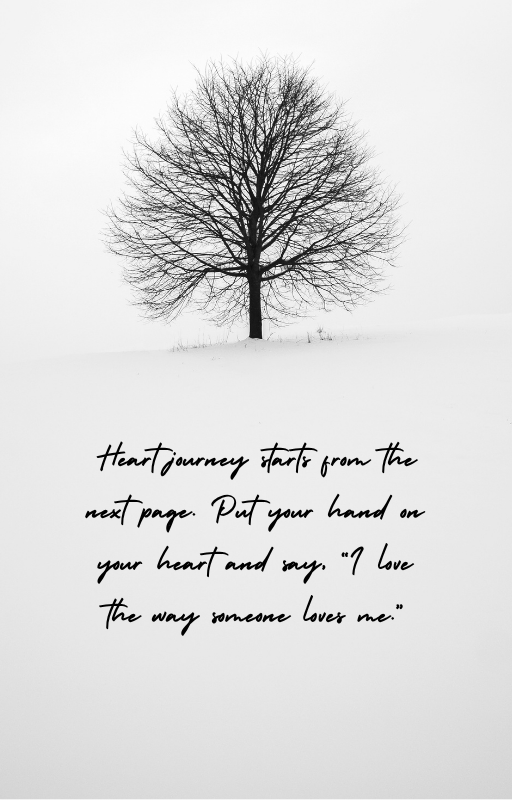 Heart journey starts from the
next page. Put your hand on
your heart and say, "I love
the way someone loves me."